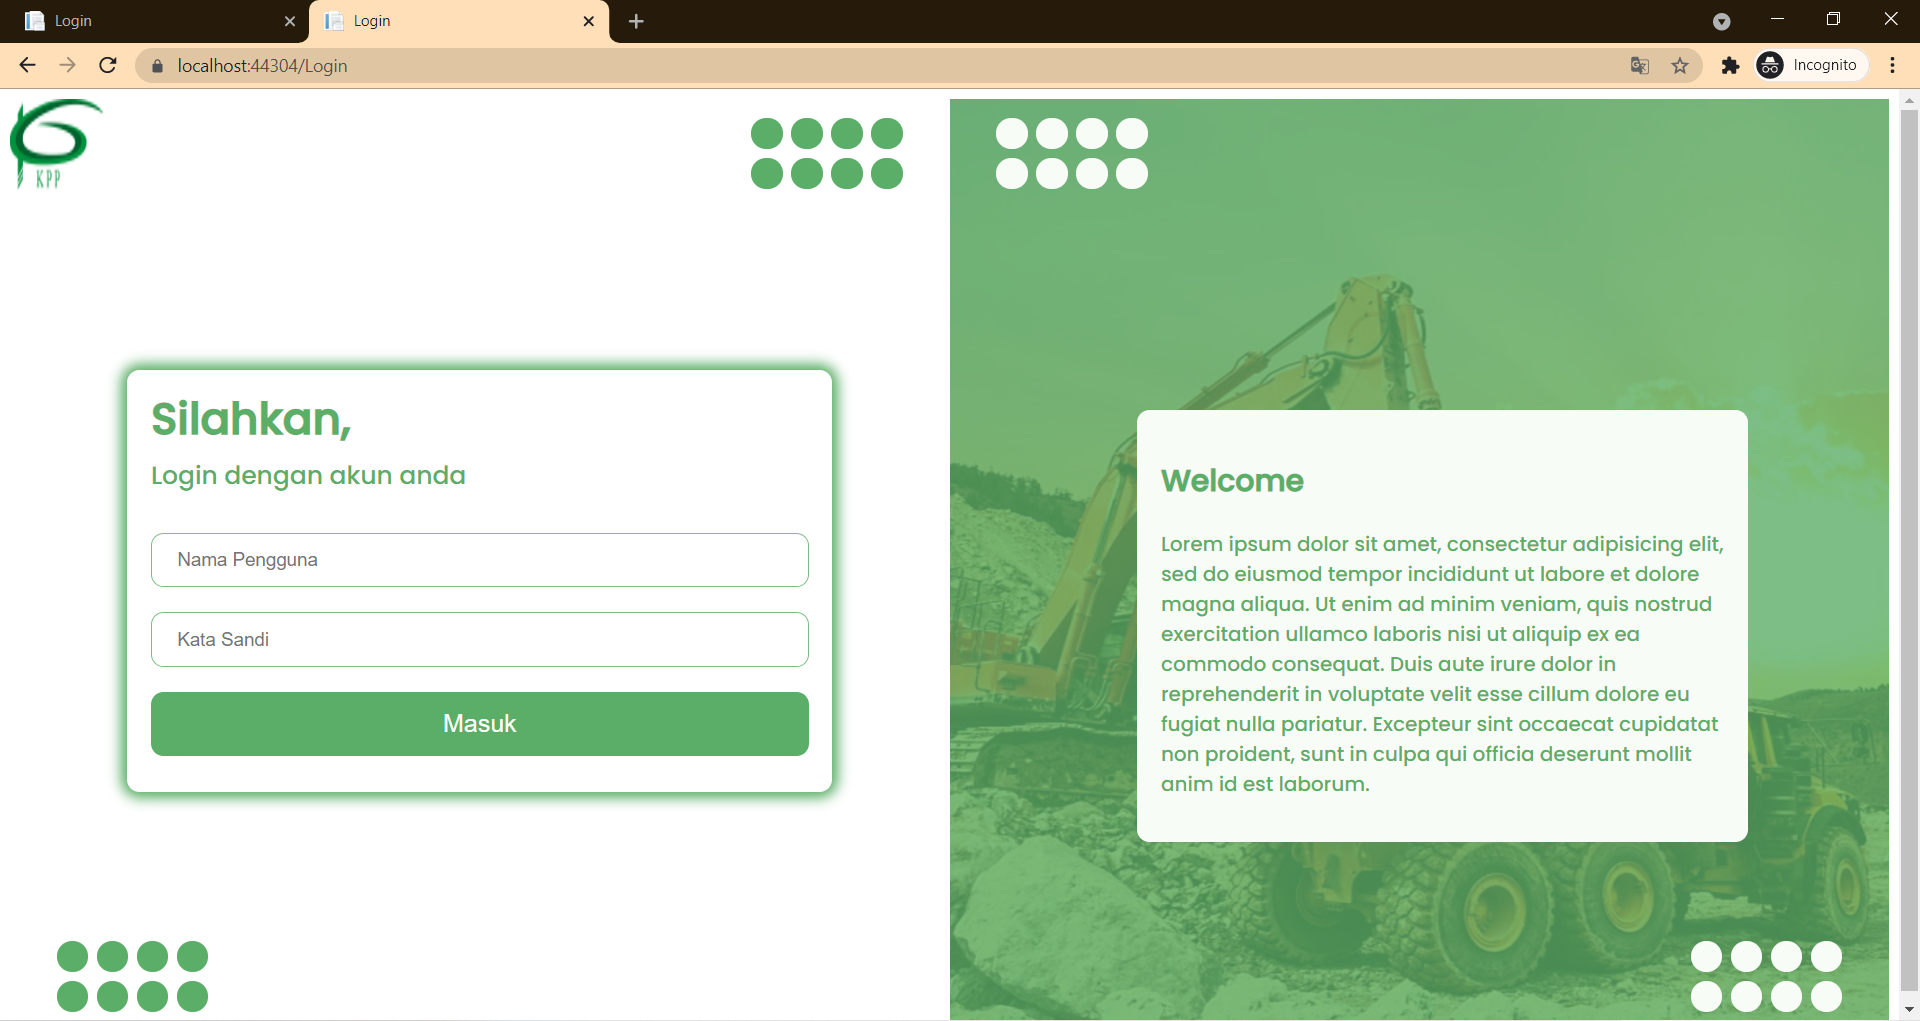 Login
Login
localhost:44304/Login
Incognito
KPP
Silahkan,
Login dengan akun anda
Nama Pengguna
Kata Sandi
Masuk
Welcome
Lorem ipsum dolor sit amet, consectetur adipisicing elit,
sed do eiusmod tempor incididunt ut labore et dolore
magna aliqua. Ut enim ad minim veniam, quis nostrud
exercitation ullamco laboris nisi ut aliquip ex ea
commodo consequat. Duis aute irure dolor in
reprehenderit in voluptate velit esse cillum dolore eu
fugiat nulla pariatur. Excepteur sint occaecat cupidatat
non proident, sunt in culpa qui officia deserunt mollit
anim id est laborum.